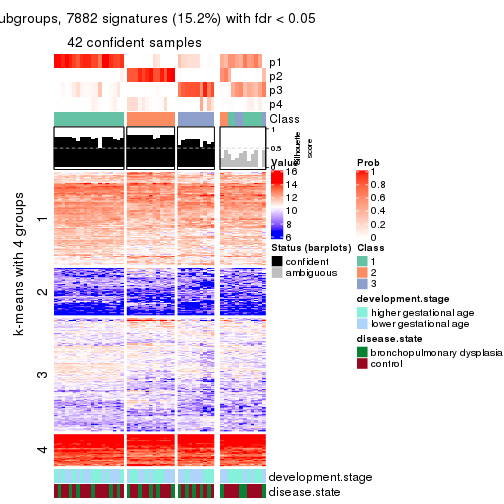 ubgroups, 7882 signatures (15.2%) with fdr < 0.05
42 confident samples
p1
p2
p3
p4
Class
1
0.5
0
Silhouette
score
k-means with 4 groups
1
2
3
4
development.stage
disease.state
Value
16
14
12
10
8
6
Prob
1
0.8
0.6
0.4
0.2
0
Status (barplots)
confident
ambiguous
Class
1
2
3
development.stage
higher gestational age
lower gestational age
disease.state
bronchopulmonary dysplasia
control